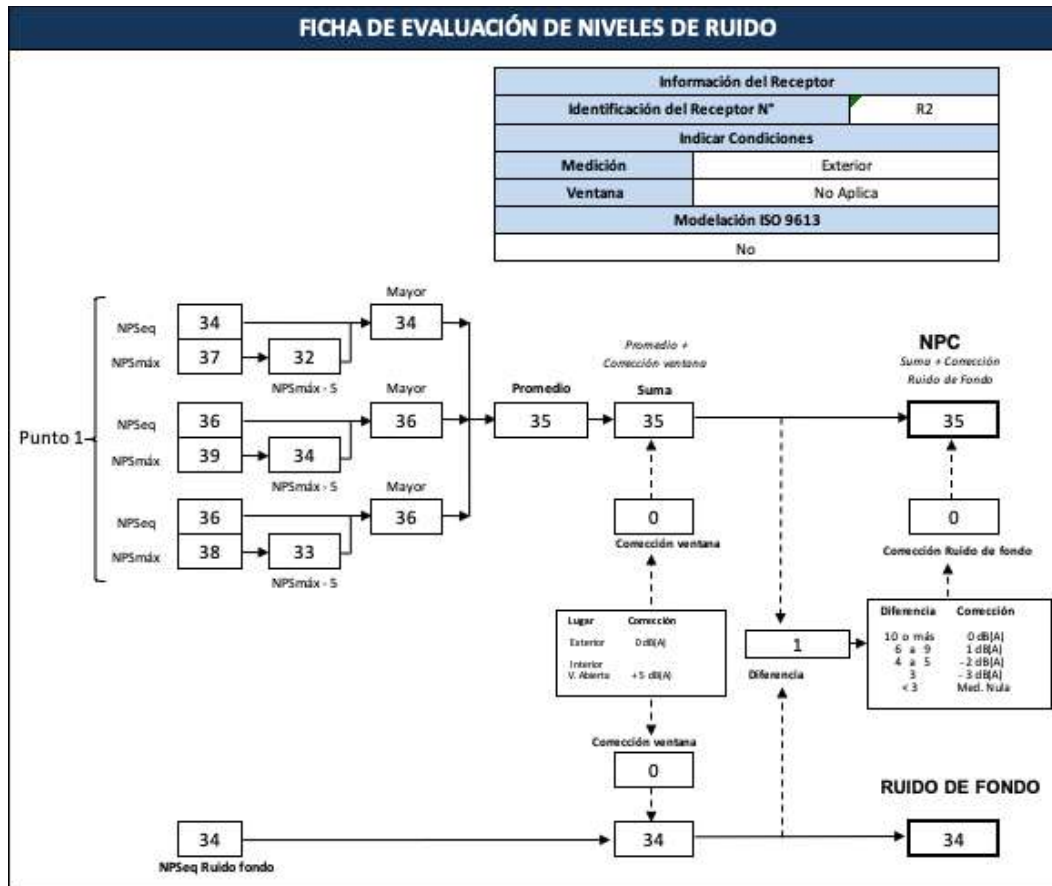 FICHA DE EVALUACIÓN DE NIVELES DE RUIDO
Información del Receptor
Identificación del Receptor N° R2
Indicar Condiciones
Medición Exterior
Ventana No Aplica
Modelación ISO 9613
No
Punto 1
NPSeq 34
NPSmáx 37
32
NPSmáx - 5
Mayor
34
NPSeq 36
NPSmáx 39
34
NPSmáx - 5
Mayor
36
NPSeq 36
NPSmáx 38
33
NPSmáx - 5
Mayor
36
Promedio
35
Promedio +
Corrección ventana
Suma
35
0
Corrección ventana
Lugar Corrección
Exterior 0 dB(A)
Interior
V. Abierta + 5 dB(A)
Corrección ventana
0
NPC
Suma + Corrección
Ruido de Fondo
35
0
Corrección Ruido de fondo
1
Diferencia
Diferencia Corrección
10 o más 0 dB(A)
6 a 9 1 dB(A)
4 a 5 - 2 dB(A)
3 - 3 dB(A)
< 3 Med. Nula
34
NPSeq Ruido fondo
34
RUIDO DE FONDO
34